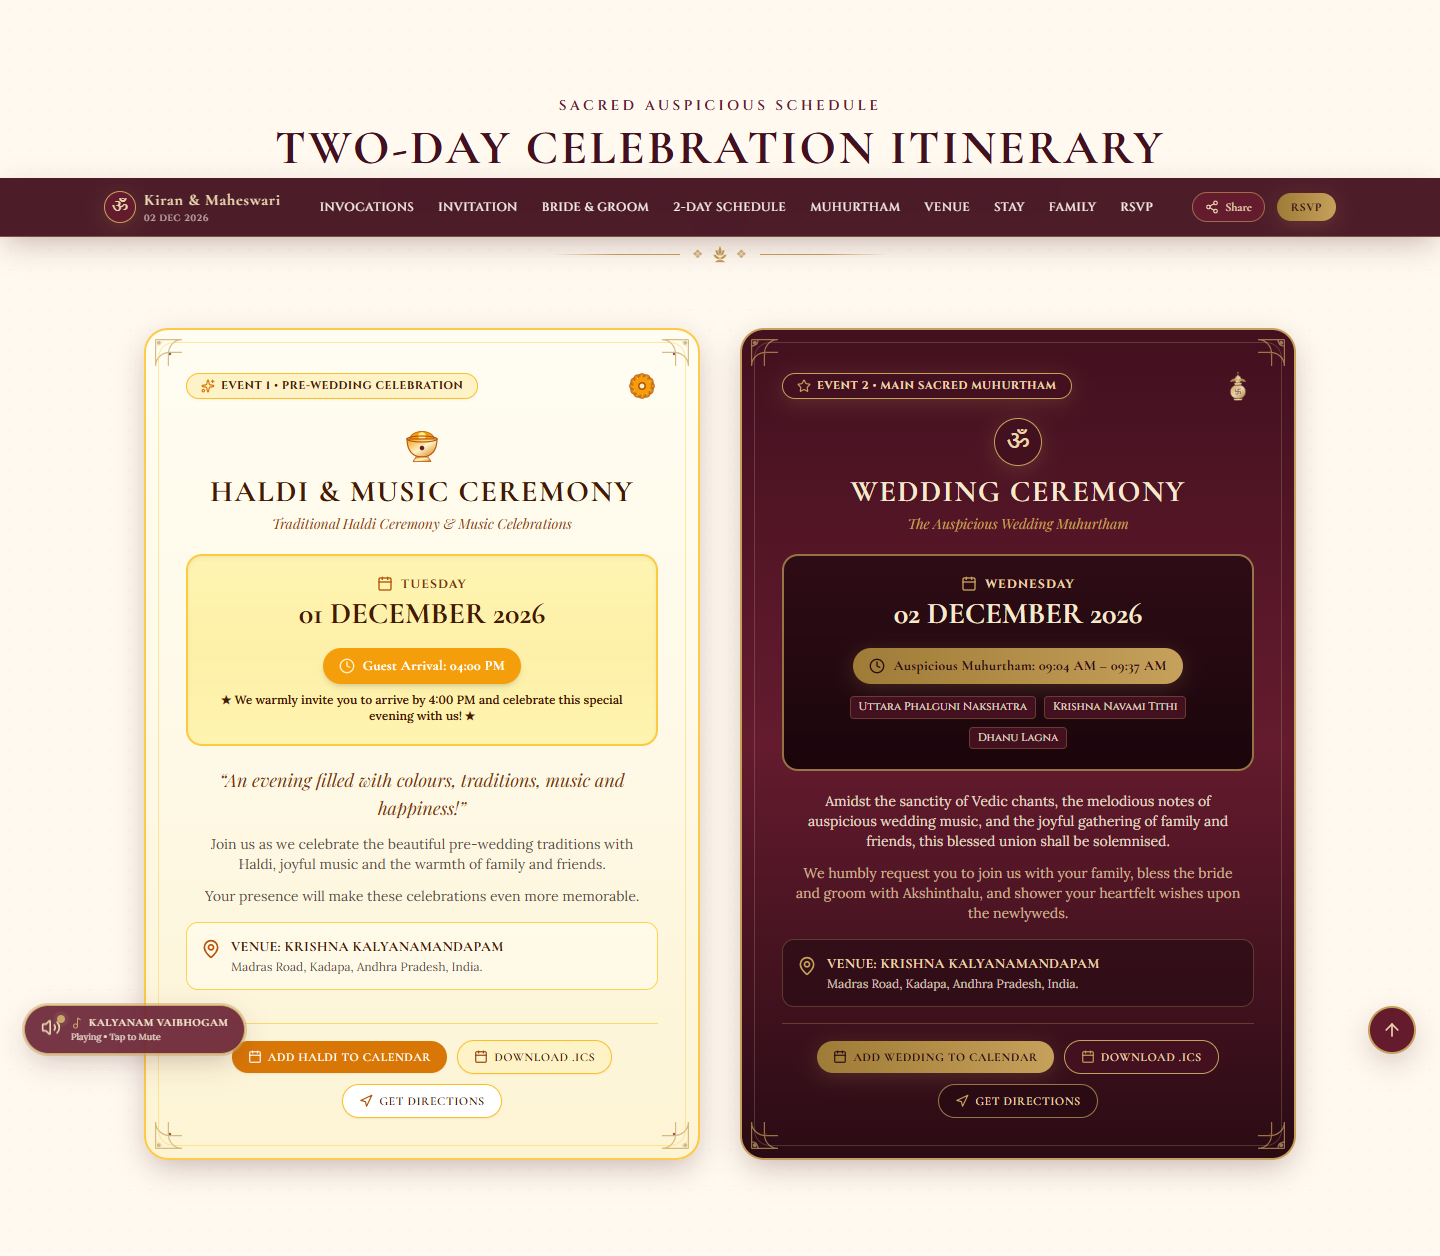 SACRED AUSPICIOUS SCHEDULE
TWO-DAY CELEBRATION ITINERARY
ॐ
Kiran & Maheswari
02 DEC 2026
INVOCATIONS
INVITATION
BRIDE & GROOM
2-DAY SCHEDULE
MUHURTHAM
VENUE
STAY
FAMILY
RSVP
Share
RSVP
EVENT 1 • PRE-WEDDING CELEBRATION
HALDI & MUSIC CEREMONY
Traditional Haldi Ceremony & Music Celebrations
TUESDAY
01 DECEMBER 2026
Guest Arrival: 04:00 PM
★ We warmly invite you to arrive by 4:00 PM and celebrate this special
evening with us! ★
“An evening filled with colours, traditions, music and
happiness!”
Join us as we celebrate the beautiful pre-wedding traditions with
Haldi, joyful music and the warmth of family and friends.
Your presence will make these celebrations even more memorable.
VENUE: KRISHNA KALYANAMANDAPAM
Madras Road, Kadapa, Andhra Pradesh, India.
ADD HALDI TO CALENDAR
DOWNLOAD .ICS
GET DIRECTIONS
EVENT 2 • MAIN SACRED MUHURTHAM
ॐ
WEDDING CEREMONY
The Auspicious Wedding Muhurtham
WEDNESDAY
02 DECEMBER 2026
Auspicious Muhurtham: 09:04 AM – 09:37 AM
UTTARA PHALGUNI NAKSHATRA
KRISHNA NAVAMI TITHI
DHANU LAGNA
Amidst the sanctity of Vedic chants, the melodious notes of
auspicious wedding music, and the joyful gathering of family and
friends, this blessed union shall be solemnised.
We humbly request you to join us with your family, bless the bride
and groom with Akshinthalu, and shower your heartfelt wishes upon
the newlyweds.
VENUE: KRISHNA KALYANAMANDAPAM
Madras Road, Kadapa, Andhra Pradesh, India.
ADD WEDDING TO CALENDAR
DOWNLOAD .ICS
GET DIRECTIONS
KALYANAM VAIBHOGAM
Playing • Tap to Mute